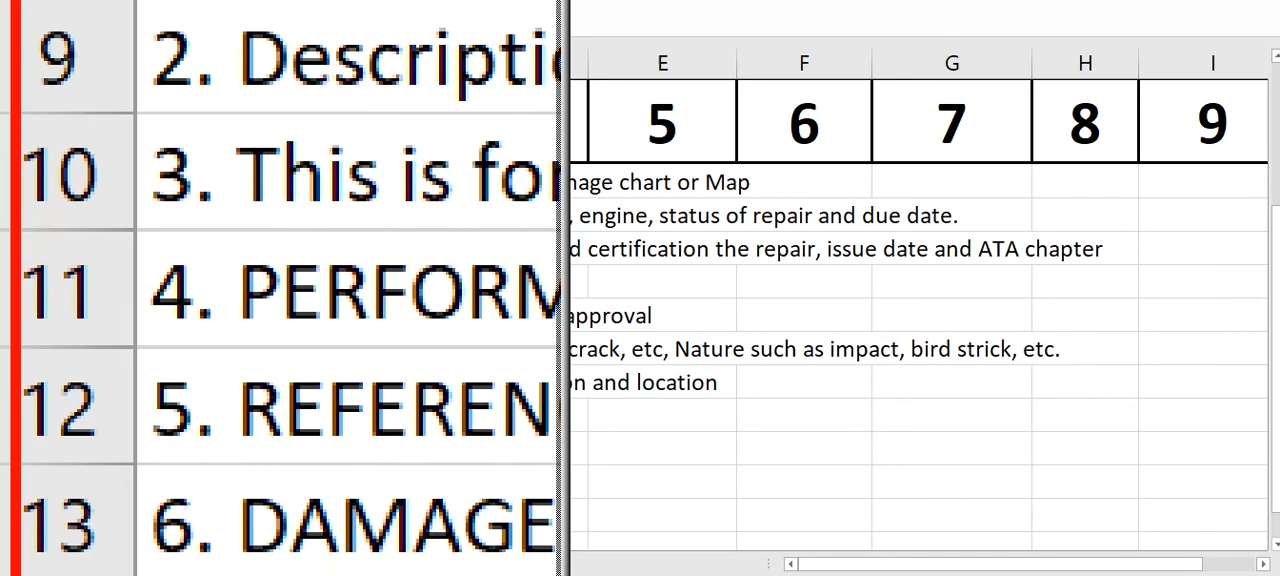 9 2. Descripti
10 3. This is for
11 4. PERFORM
12 5. REFEREN
13 6. DAMAGE
E F G H I
5 6 7 8 9
mage chart or Map
, engine, status of repair and due date.
d certification the repair, issue date and ATA chapter
approval
crack, etc, Nature such as impact, bird strick, etc.
on and location